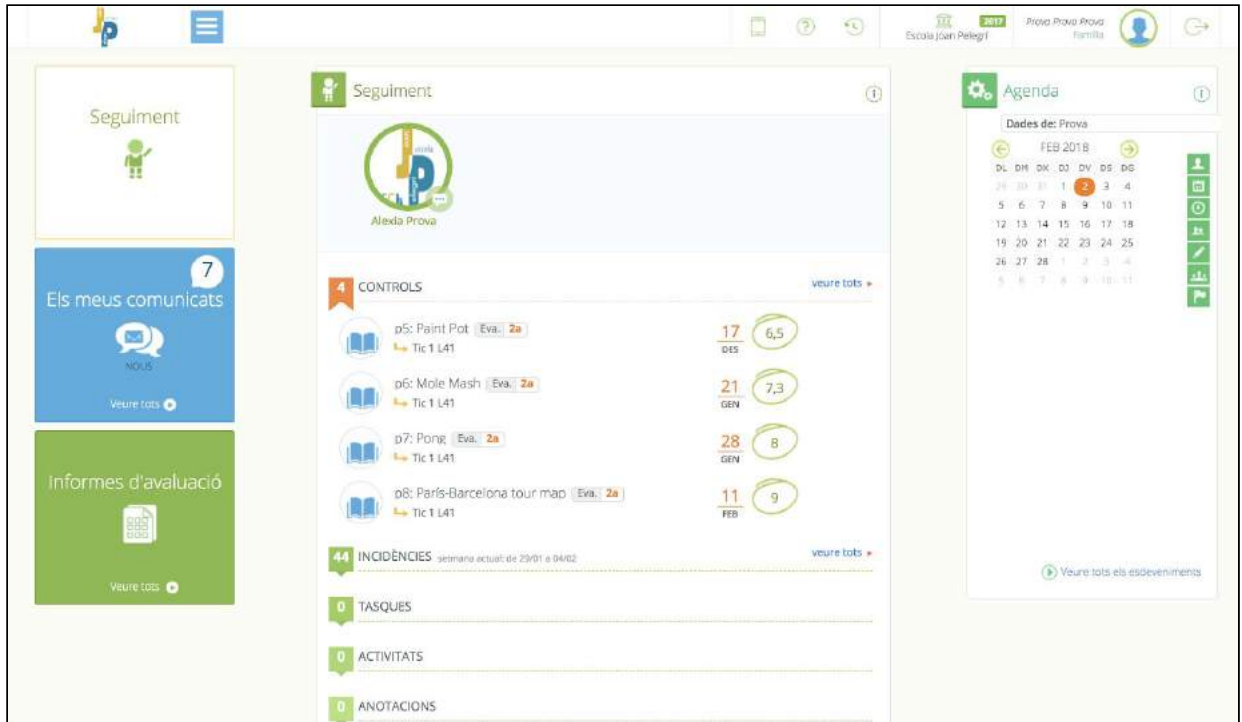 2017
Escola Joan Pelegrí
Prova Prova Prova
Família
Seguiment
7
Els meus comunicats
NOUS
Veure tots
Informes d'avaluació
Veure tots
Seguiment
Alexia Prova
4 CONTROLS veure tots
p5: Paint Pot Eva. 2a 17 6,5
Tic 1 L41 DES
p6: Mole Mash Eva. 2a 21 7,3
Tic 1 L41 GEN
p7: Pong Eva. 2a 28 8
Tic 1 L41 GEN
p8: París-Barcelona tour map Eva. 2a 11 9
Tic 1 L41 FEB
44 INCIDÈNCIES setmana actual: de 29/01 a 04/02 veure tots
0 TASQUES
0 ACTIVITATS
0 ANOTACIONS
Agenda
Dades de: Prova
FEB 2018
DL DM DX DJ DV DS DG
29 30 31 1 2 3 4
5 6 7 8 9 10 11
12 13 14 15 16 17 18
19 20 21 22 23 24 25
26 27 28 1 2 3 4
5 6 7 8 9 10 11
Veure tots els esdeveniments